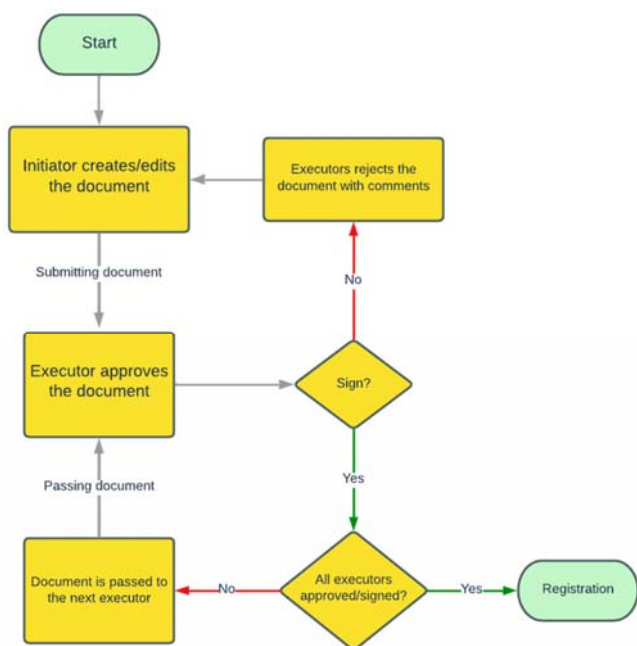 Start
Initiator creates/edits
the document
Executors rejects the
document with comments
Submitting document
No
Executor approves
the document
Sign?
Passing document
Yes
Document is passed to
the next executor
No
All executors
approved/signed?
Yes
Registration